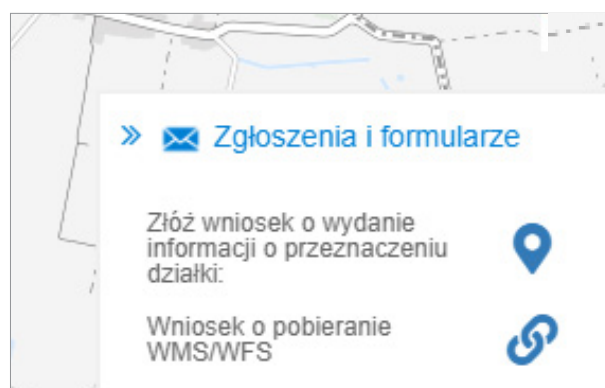 Zgłoszenia i formularze
Złóż wniosek o wydanie
informacji o przeznaczeniu
działki:
Wniosek o pobieranie
WMS/WFS